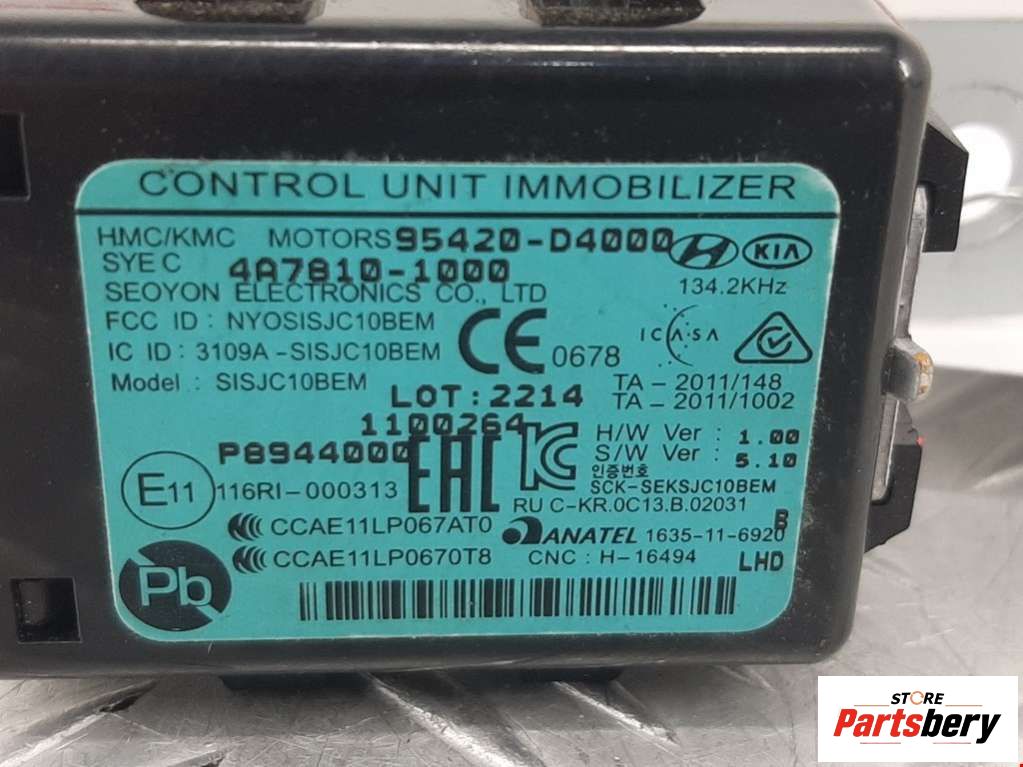 CONTROL UNIT IMMOBILIZER
HMC/KMC MOTORS 95420-D4000 KIA
SYEC 4A7810-1000
134.2KHz
SEOYON ELECTRONICS CO., LTD
FCC ID : NYOSISJC10BEM
IC ID : 3109A-SISJC10BEM
CE 0678
ICASA
Model : SISJC10BEM
TA - 2011/148
LOT:2214
TA - 2011/1002
1100264
H/W Ver : 1.00
P8944000
EAC
S/W Ver : 5.10
인증번호
E11 116RI-000313
SCK-SEKSJC10BEM
RU C-KR.0C13.B.02031
CCAE11LP067AT0
ANATEL 1635-11-6920
B
CCAE11LP0670T8
CNC : H-16494
LHD
Pb
STORE
Partsbery